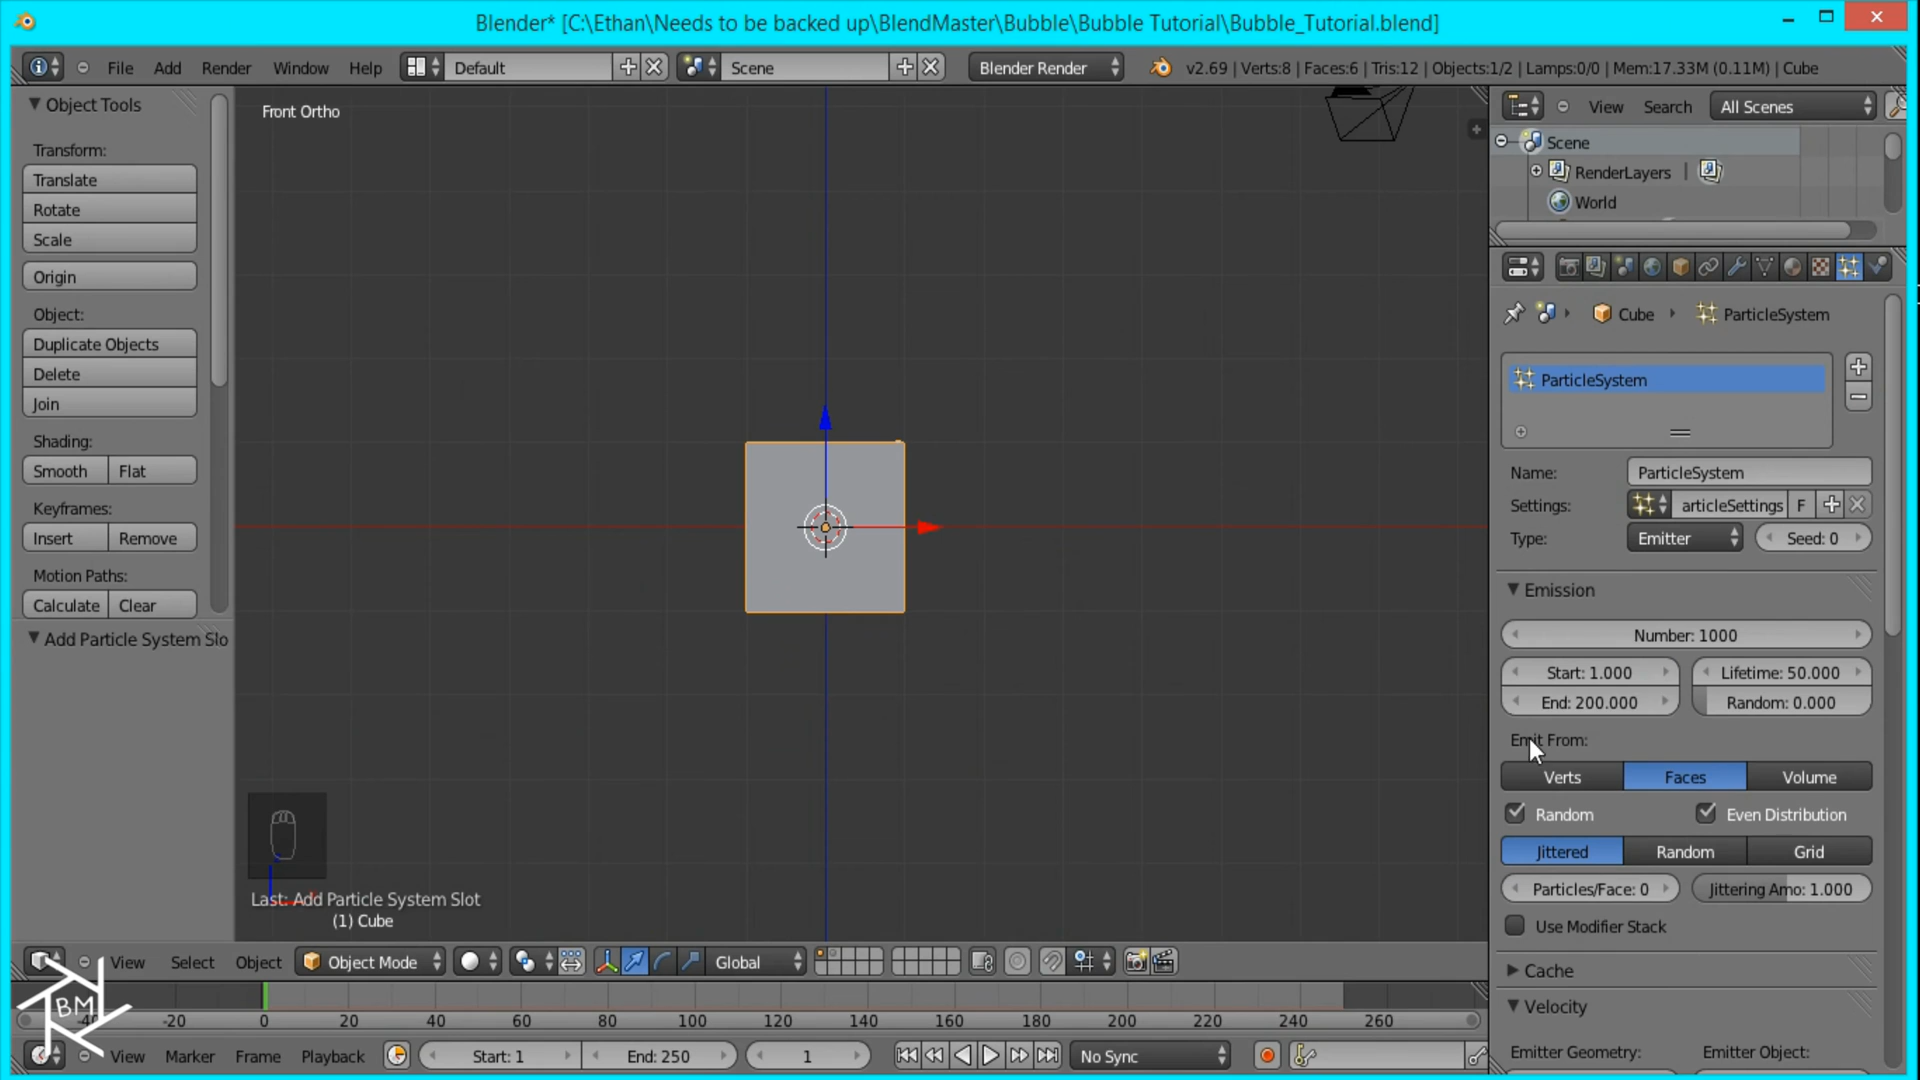 Blender* [C:\Ethan\Needs to be backed up\BlendMaster\Bubble\Bubble Tutorial\Bubble_Tutorial.blend]
File Add Render Window Help Default Scene Blender Render v2.69 | Verts:8 | Faces:6 | Tris:12 | Objects:1/2 | Lamps:0/0 | Mem:17.33M (0.11M) | Cube
Object Tools
Transform:
Translate
Rotate
Scale
Origin
Object:
Duplicate Objects
Delete
Join
Shading:
Smooth Flat
Keyframes:
Insert Remove
Motion Paths:
Calculate Clear
Add Particle System Slo
Front Ortho
Last: Add Particle System Slot
(1) Cube
View Search All Scenes
Scene
RenderLayers
World
Cube ParticleSystem
ParticleSystem
Name: ParticleSystem
Settings: articleSettings F
Type: Emitter Seed: 0
Emission
Number: 1000
Start: 1.000 Lifetime: 50.000
End: 200.000 Random: 0.000
Emit From:
Verts Faces Volume
Random Even Distribution
Jittered Random Grid
Particles/Face: 0 Jittering Amo: 1.000
Use Modifier Stack
Cache
Velocity
Emitter Geometry: Emitter Object:
View Select Object Object Mode Global
BM
-40 -20 0 20 40 60 80 100 120 140 160 180 200 220 240 260
View Marker Frame Playback Start: 1 End: 250 1 No Sync